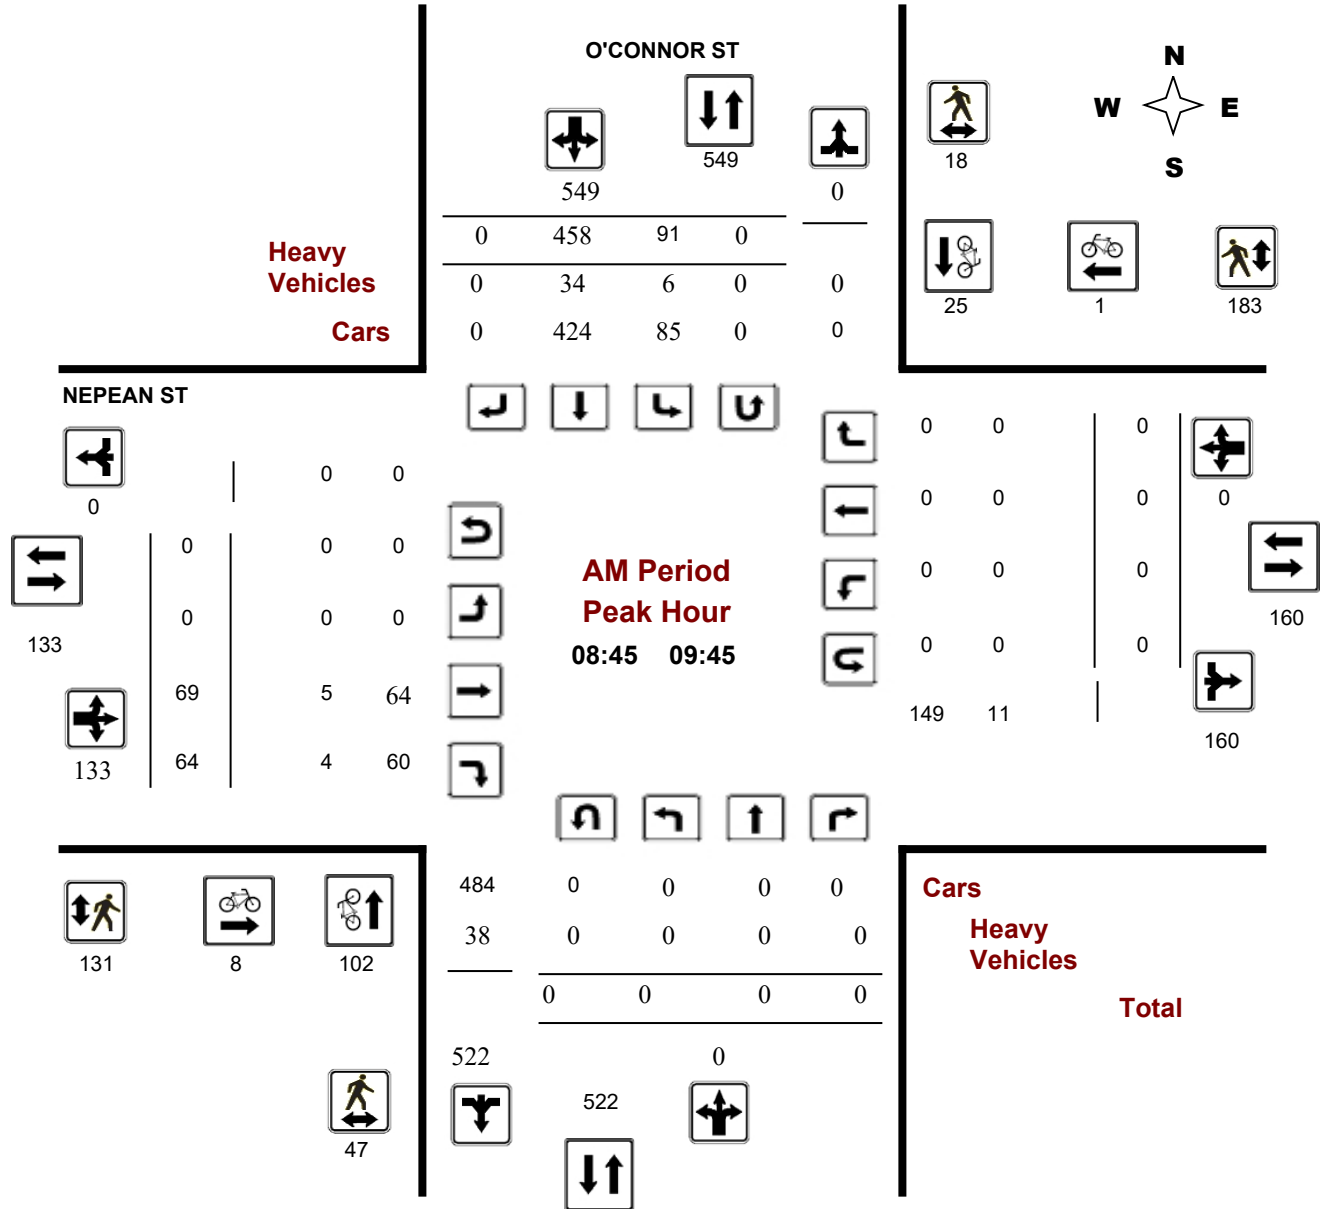 O'CONNOR ST
N
W E
S
549
18
549 0
0 458 91 0
Heavy
Vehicles
0 34 6 0 0
Cars
0 424 85 0 0
25 1 183
NEPEAN ST
0 0 0
0 0
0
0 0 0
0
0 0 0
AM Period
Peak Hour
08:45 09:45
0 0 0
160
0 0 0
133
0 0 0
69 5 64
149 11
160
133
64 4 60
484 0 0 0 0
Cars
38 0 0 0 0
Heavy
Vehicles
131 8 102
0 0 0 0
Total
522 0
522
47